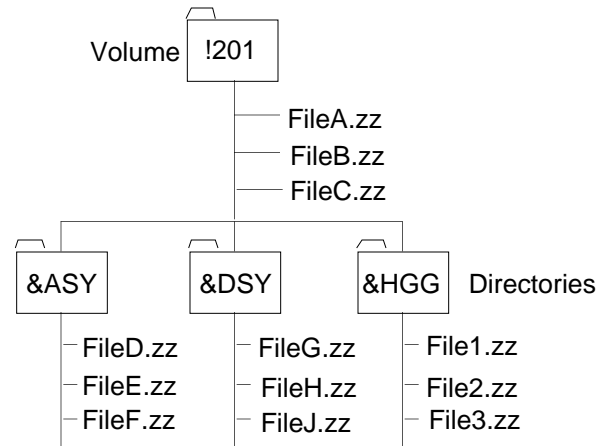 Volume !201
FileA.zz
FileB.zz
FileC.zz
&ASY &DSY &HGG Directories
FileD.zz FileG.zz File1.zz
FileE.zz FileH.zz File2.zz
FileF.zz FileJ.zz File3.zz